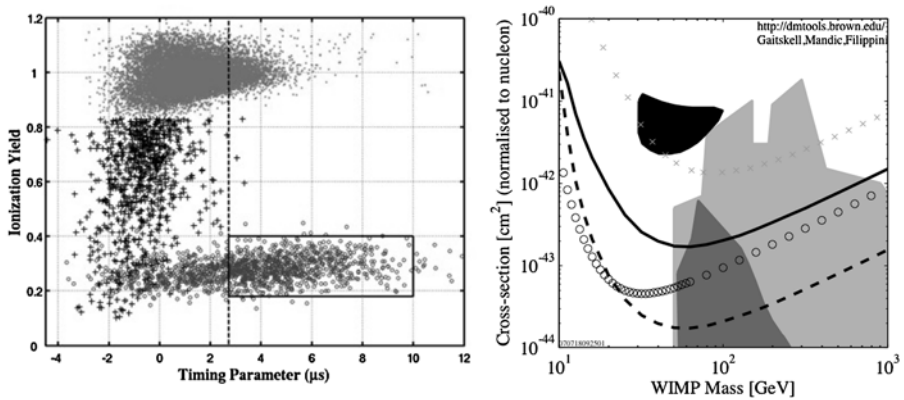 1.2
1
0.8
0.6
0.4
0.2
0
Ionization Yield
-4 -2 0 2 4 6 8 10 12
Timing Parameter (µs)
http://dmtools.brown.edu/
Gaitskell,Mandic,Filippini
10^-40
10^-41
10^-42
10^-43
10^-44
Cross-section [cm^2] (normalised to nucleon)
070718092501
10^1 10^2 10^3
WIMP Mass [GeV]